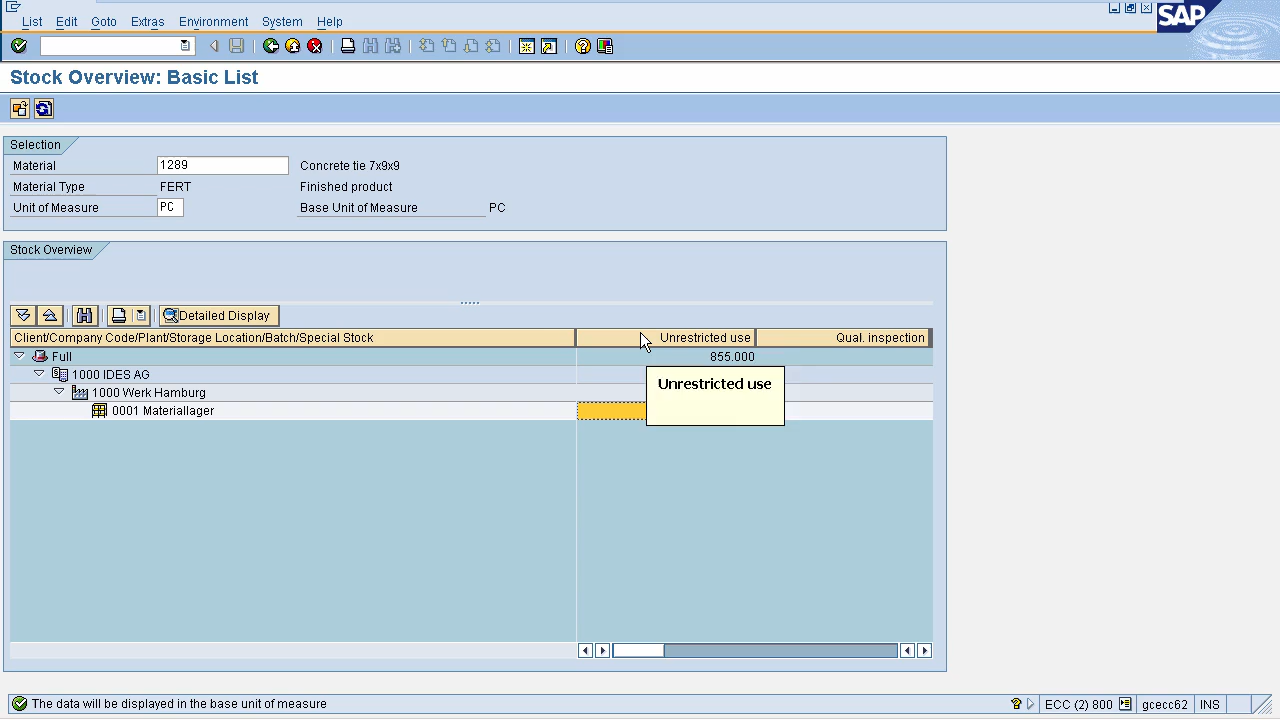 List Edit Goto Extras Environment System Help
SAP
Stock Overview: Basic List
Selection
Material 1289 Concrete tie 7x9x9
Material Type FERT Finished product
Unit of Measure PC Base Unit of Measure PC
Stock Overview
Detailed Display
Client/Company Code/Plant/Storage Location/Batch/Special Stock Unrestricted use Qual. inspection
Full 855.000
1000 IDES AG
1000 Werk Hamburg
Unrestricted use
0001 Materiallager
The data will be displayed in the base unit of measure ECC (2) 800 gcecc62 INS